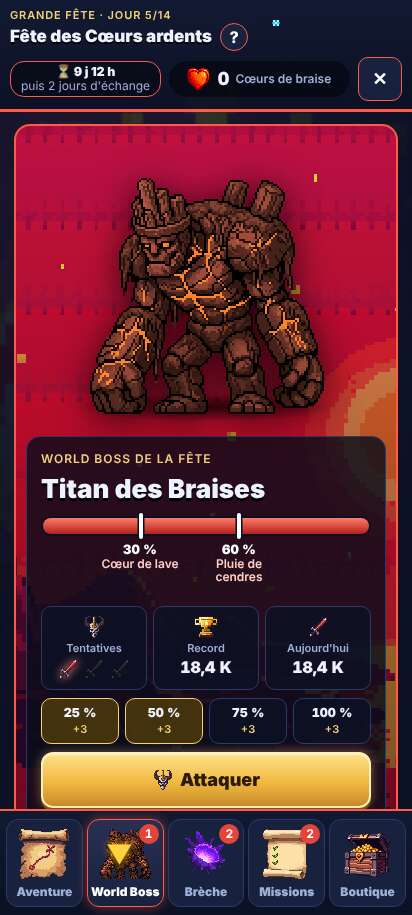 GRANDE FÊTE · JOUR 5/14
Fête des Cœurs ardents ?
⏳ 9 j 12 h
puis 2 jours d'échange
0 Cœurs de braise
✕
WORLD BOSS DE LA FÊTE
Titan des Braises
30 % 60 %
Cœur de lave Pluie de
cendres
Tentatives Record Aujourd'hui
18,4 K 18,4 K
25 % 50 % 75 % 100 %
+3 +3 +3 +3
Attaquer
1 2 2
Aventure World Boss Brèche Missions Boutique